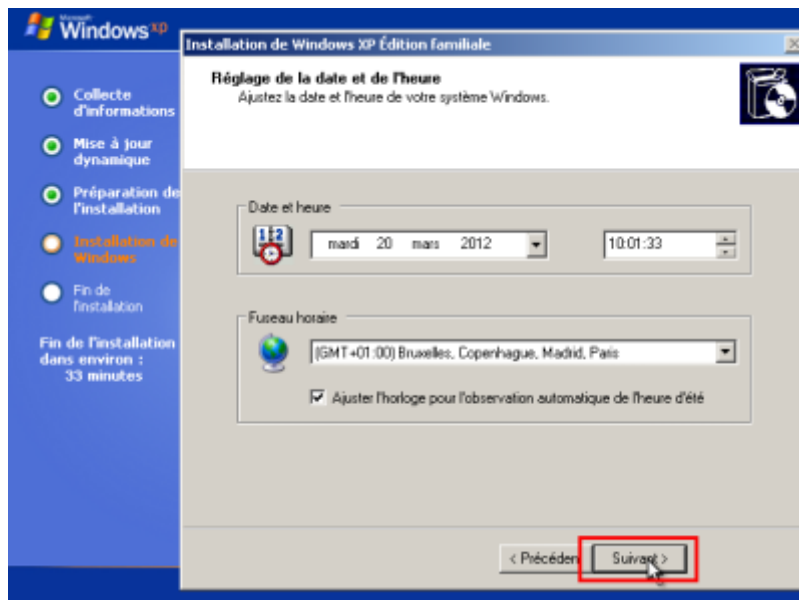 Microsoft
Windows xp
Installation de Windows XP Édition familiale
Réglage de la date et de l'heure
Ajustez la date et l'heure de votre système Windows.
Collecte
d'informations
Mise à jour
dynamique
Préparation de
l'installation
Installation de
Windows
Fin de
l'installation
Fin de l'installation
dans environ :
33 minutes
Date et heure
mardi 20 mars 2012
10:01:33
Fuseau horaire
(GMT+01:00) Bruxelles, Copenhague, Madrid, Paris
Ajuster l'horloge pour l'observation automatique de l'heure d'été
< Précéden
Suivant >